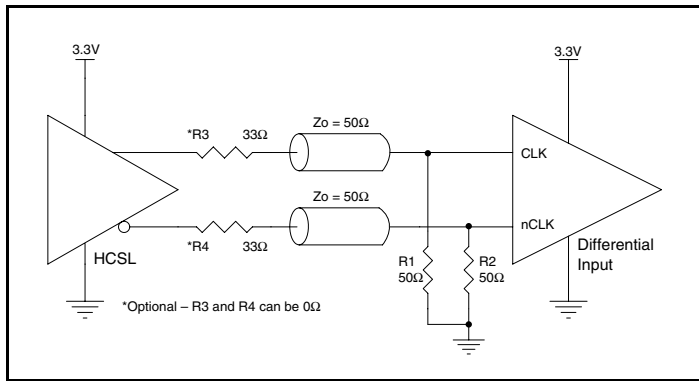 3.3V
3.3V
Zo = 50Ω
*R3
33Ω
CLK
Zo = 50Ω
nCLK
*R4
33Ω
HCSL
R1
50Ω
R2
50Ω
Differential
Input
*Optional – R3 and R4 can be 0Ω